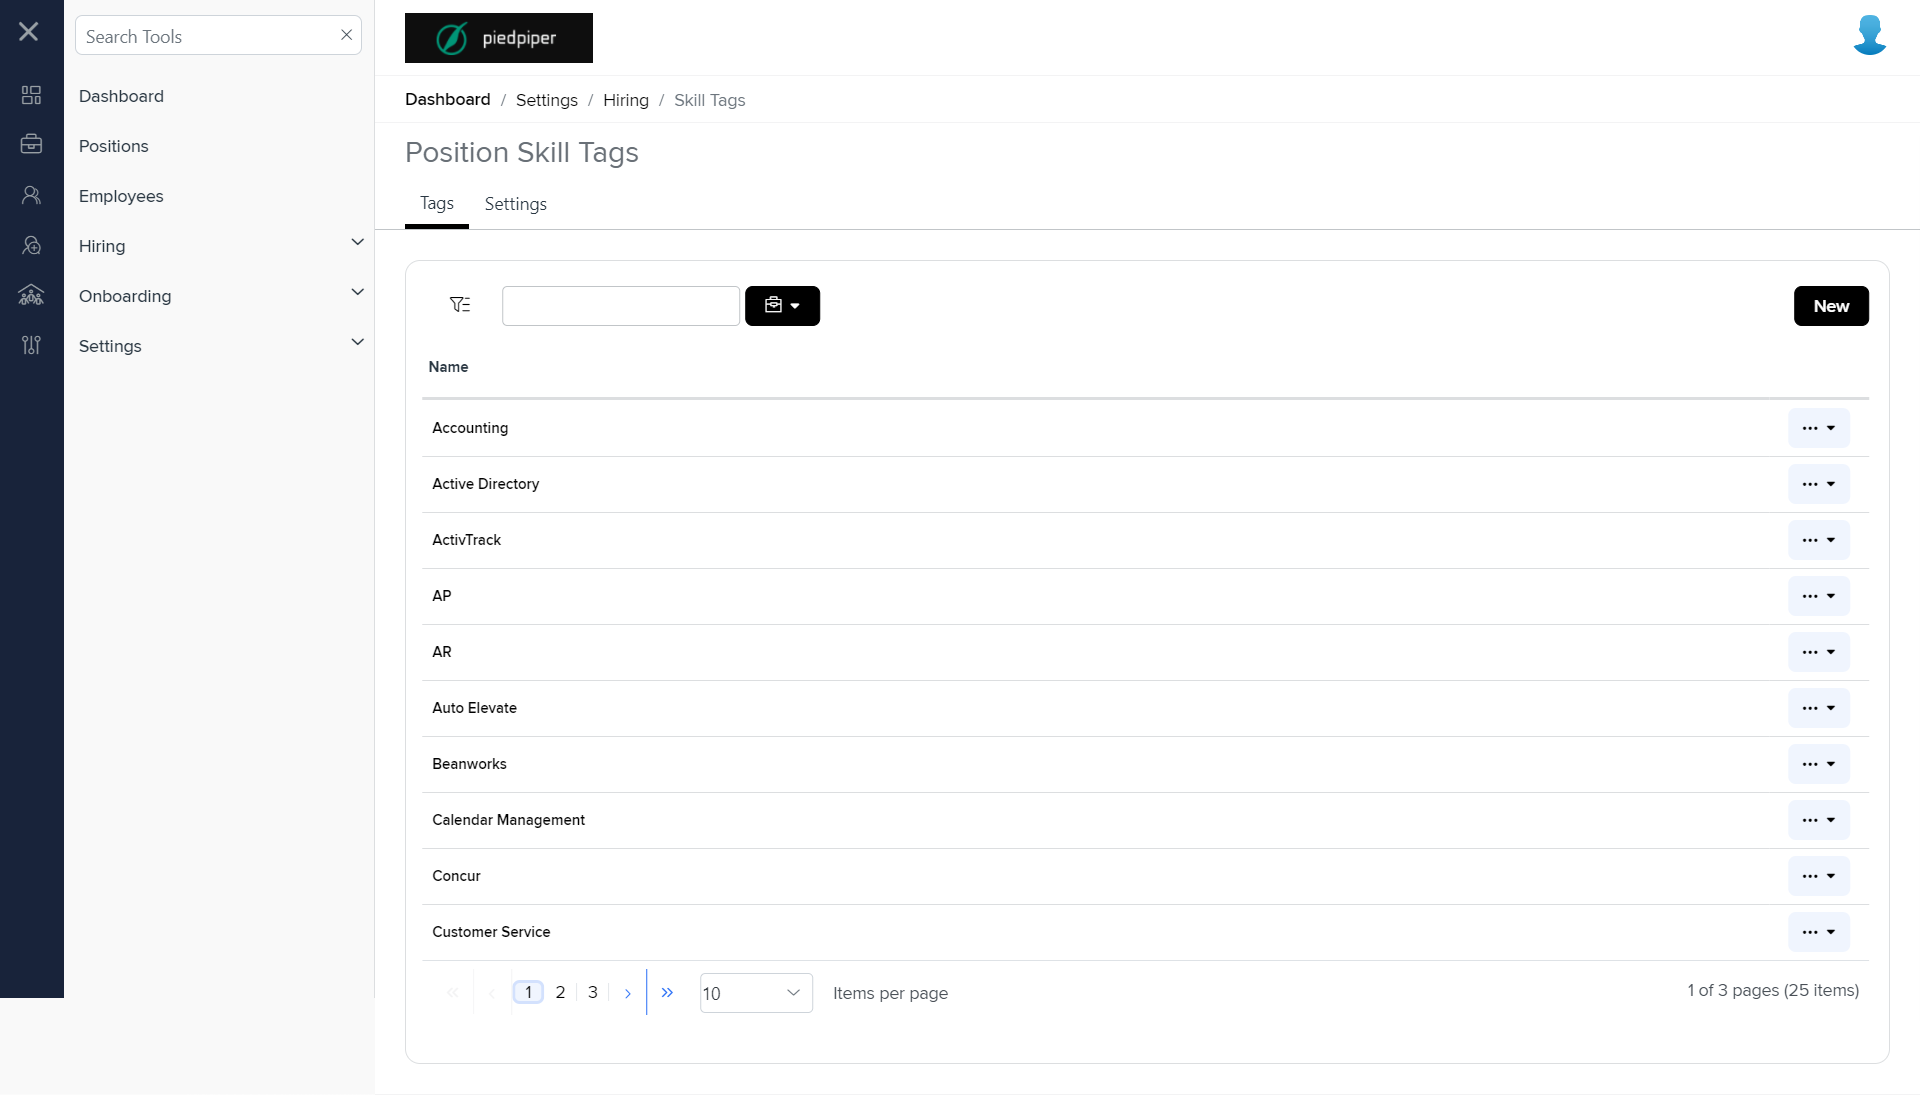 Search Tools
Dashboard
Positions
Employees
Hiring
Onboarding
Settings
piedpiper
Dashboard / Settings / Hiring / Skill Tags
Position Skill Tags
Tags Settings
New
Name
Accounting
Active Directory
ActivTrack
AP
AR
Auto Elevate
Beanworks
Calendar Management
Concur
Customer Service
1 2 3 10 Items per page 1 of 3 pages (25 items)